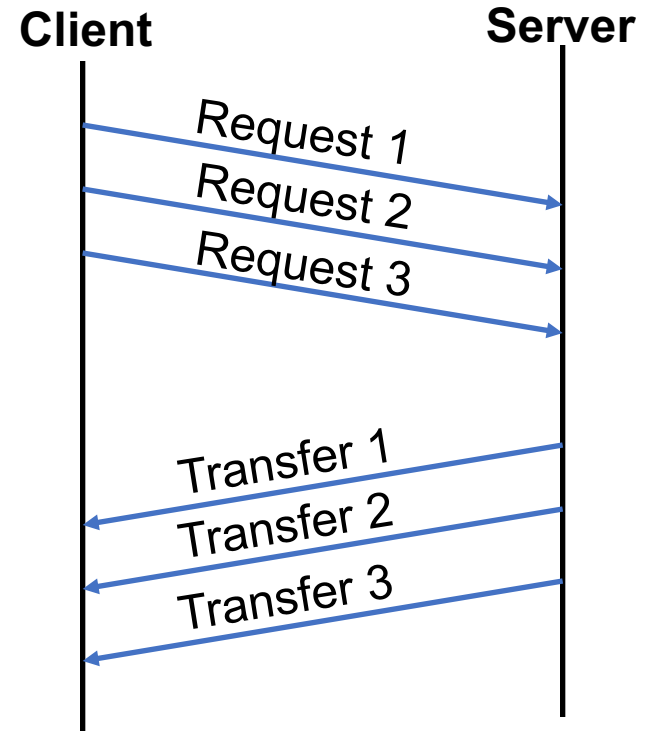 Client
Server
Request 1
Request 2
Request 3
Transfer 1
Transfer 2
Transfer 3